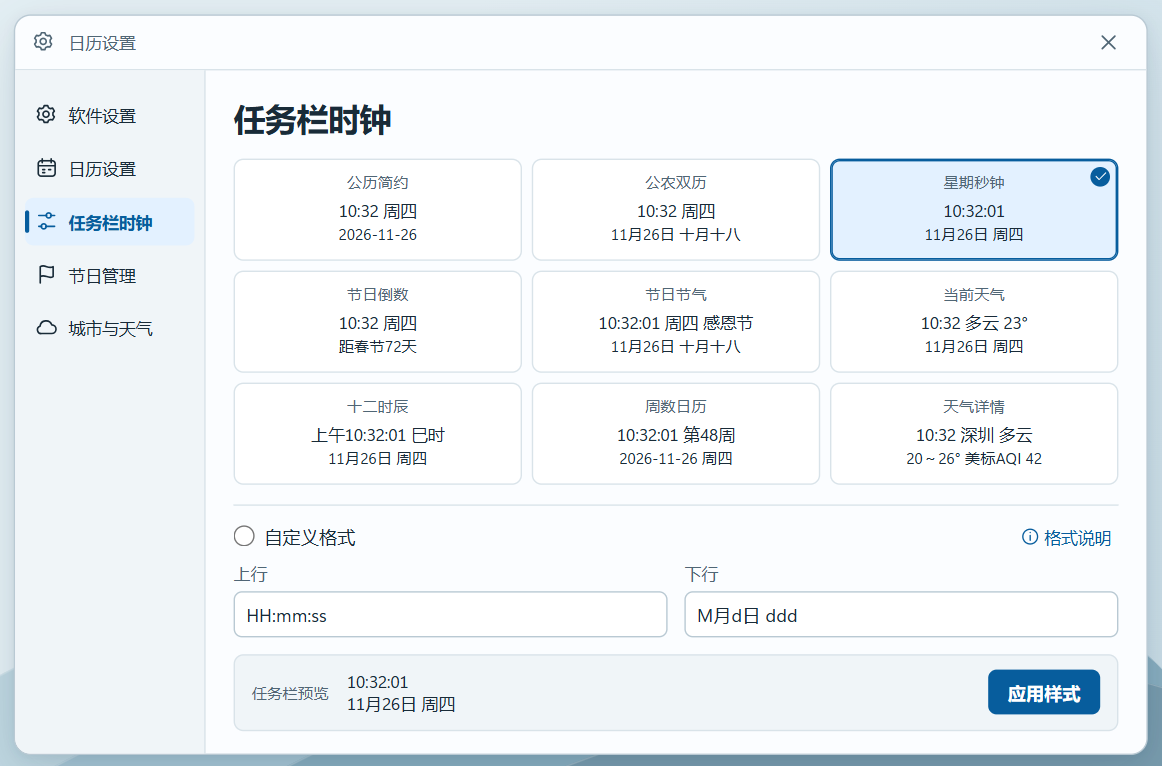 日历设置
软件设置
日历设置
任务栏时钟
节日管理
城市与天气
任务栏时钟
公历简约
10:32 周四
2026-11-26
公农双历
10:32 周四
11月26日 十月十八
星期秒钟
10:32:01
11月26日 周四
节日倒数
10:32 周四
距春节72天
节日节气
10:32:01 周四 感恩节
11月26日 十月十八
当前天气
10:32 多云 23°
11月26日 周四
十二时辰
上午10:32:01 巳时
11月26日 周四
周数日历
10:32:01 第48周
2026-11-26 周四
天气详情
10:32 深圳 多云
20～26° 美标AQI 42
自定义格式
格式说明
上行
下行
HH:mm:ss
M月d日 ddd
任务栏预览
10:32:01
11月26日 周四
应用样式